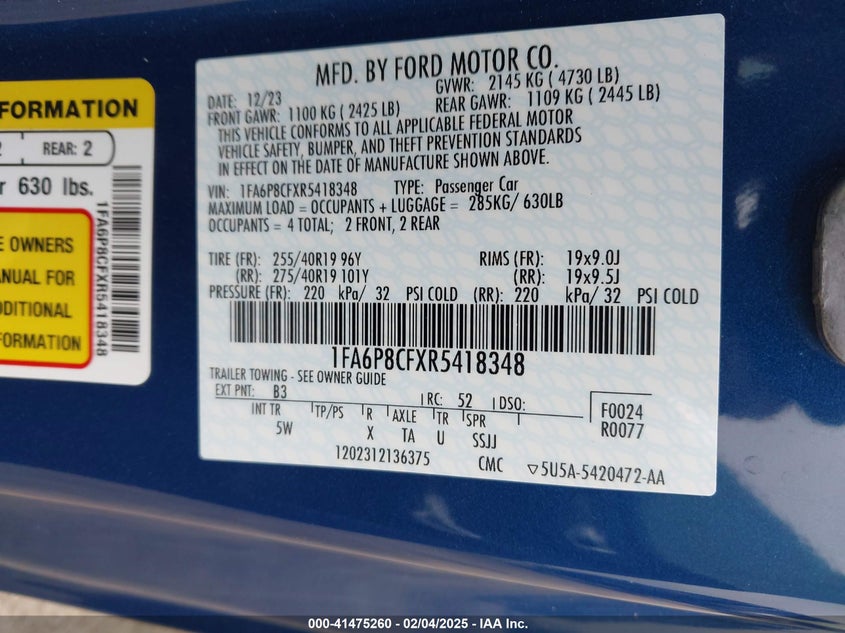 FORMATION
REAR: 2
630 lbs.
E OWNERS
ANUAL FOR
DDITIONAL
FORMATION
1FA6P8CFXR5418348
MFD. BY FORD MOTOR CO.
DATE: 12/23 GVWR: 2145 KG ( 4730 LB)
FRONT GAWR: 1100 KG ( 2425 LB) REAR GAWR: 1109 KG ( 2445 LB)
THIS VEHICLE CONFORMS TO ALL APPLICABLE FEDERAL MOTOR
VEHICLE SAFETY, BUMPER, AND THEFT PREVENTION STANDARDS
IN EFFECT ON THE DATE OF MANUFACTURE SHOWN ABOVE.
VIN: 1FA6P8CFXR5418348 TYPE: Passenger Car
MAXIMUM LOAD = OCCUPANTS + LUGGAGE = 285KG/ 630LB
OCCUPANTS = 4 TOTAL; 2 FRONT, 2 REAR
TIRE (FR): 255/40R19 96Y RIMS (FR): 19x9.0J
(RR): 275/40R19 101Y (RR): 19x9.5J
PRESSURE (FR): 220 kPa/ 32 PSI COLD (RR): 220 kPa/ 32 PSI COLD
1FA6P8CFXR5418348
TRAILER TOWING - SEE OWNER GUIDE
EXT PNT: B3 RC: 52 DSO: F0024
INT TR TP/PS R AXLE TR SPR R0077
5W X TA U SSJJ
1202312136375 CMC ▽5U5A-5420472-AA
000-41475260 - 02/04/2025 - IAA Inc.